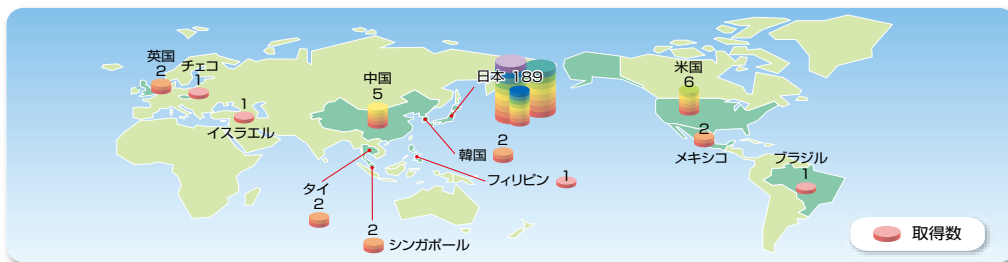 英国
2
チェコ
1
1
イスラエル
中国
5
日本 189
韓国
2
フィリピン
1
タイ
2
2
シンガポール
米国
6
2
メキシコ
ブラジル
1
取得数